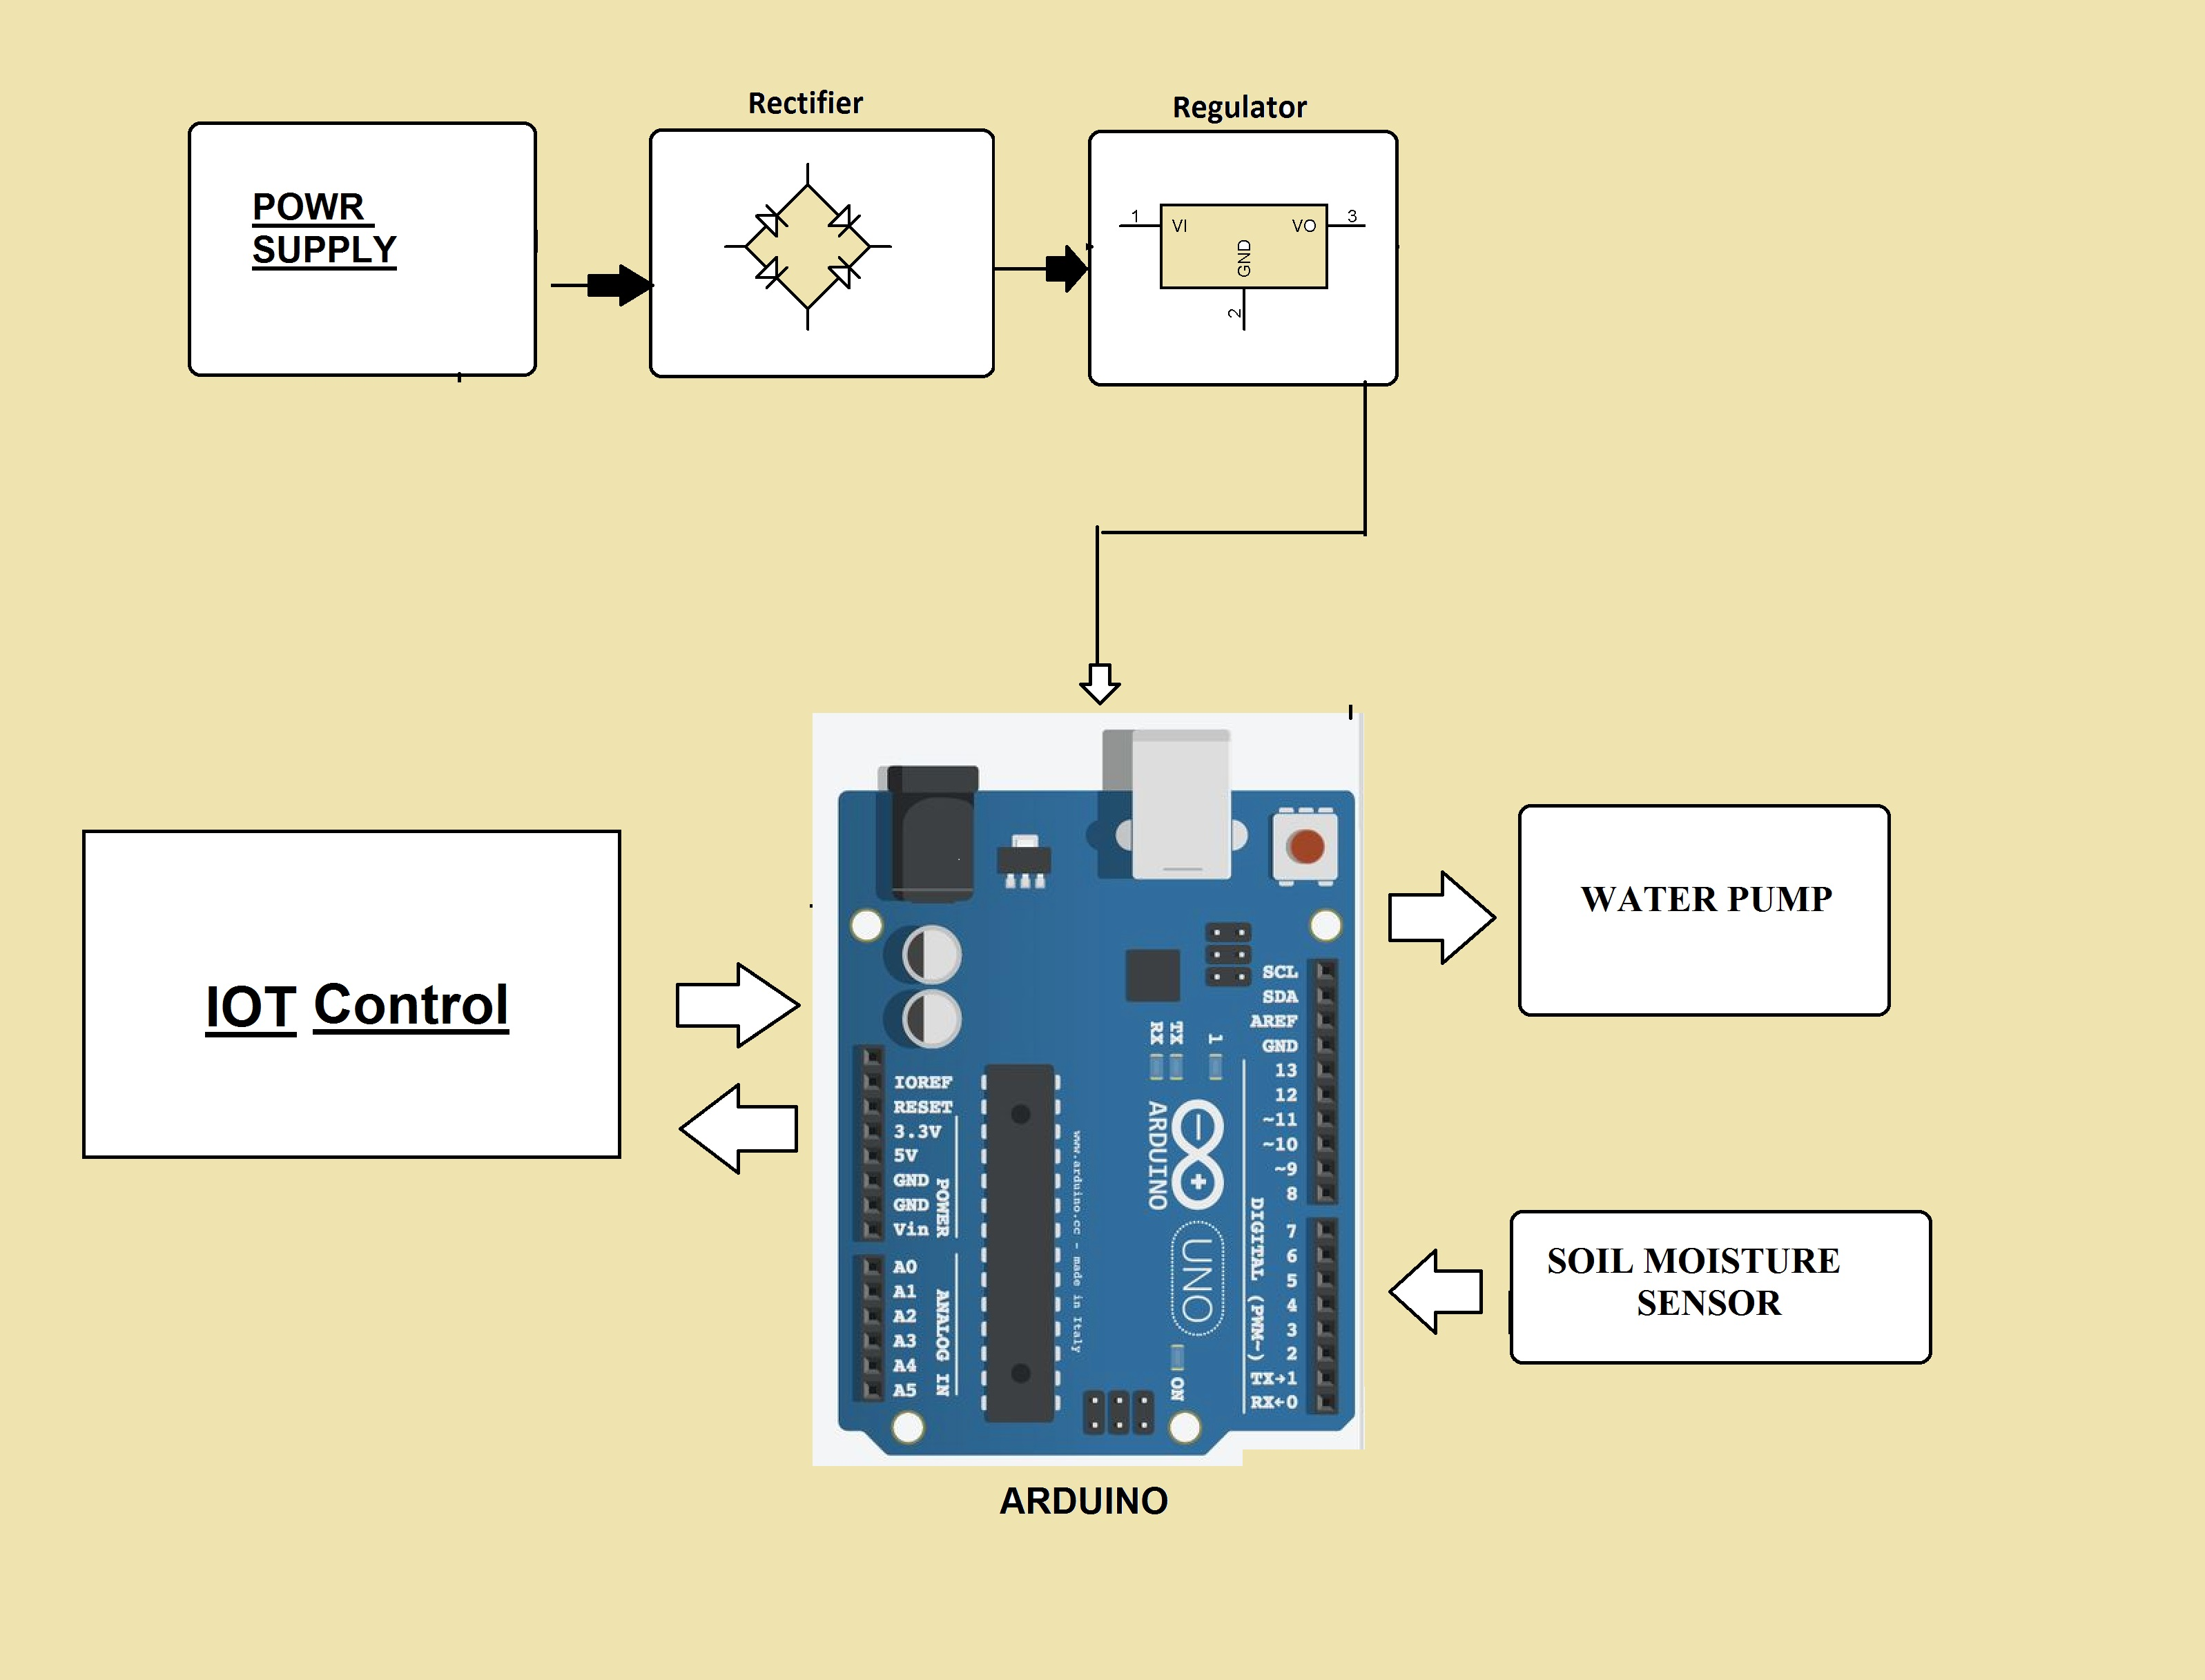 Rectifier
Regulator
POWR
SUPPLY
1
VI
VO
3
GND
2
IOT Control
WATER PUMP
SOIL MOISTURE
SENSOR
SCL
SDA
AREF
GND
13
12
~11
~10
~9
8
7
6
5
4
3
2
TX→1
RX←0
DIGITAL (PWM~)
RX
TX
1
ARDUINO
UNO
ON
www.arduino.cc - made in Italy
IOREF
RESET
3.3V
5V
GND
GND
Vin
POWER
A0
A1
A2
A3
A4
A5
ANALOG IN
ARDUINO